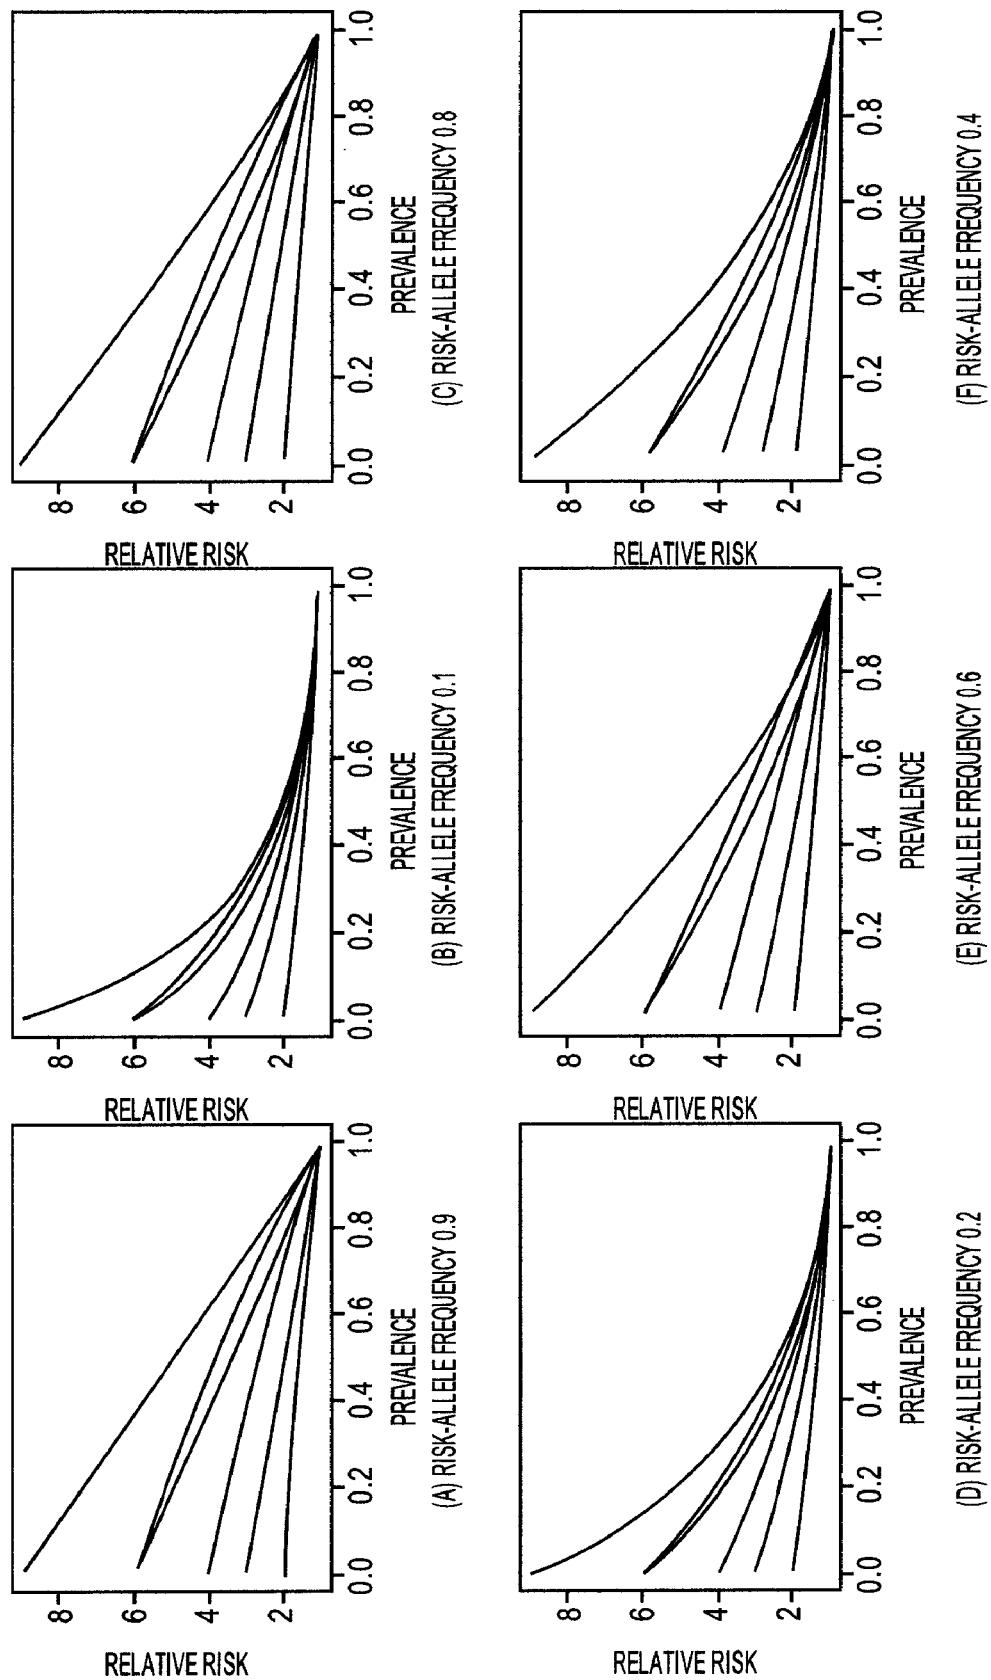 RELATIVE RISK
8
6
4
2
0.0 0.2 0.4 0.6 0.8 1.0
PREVALENCE
(A) RISK-ALLELE FREQUENCY 0.9
RELATIVE RISK
8
6
4
2
0.0 0.2 0.4 0.6 0.8 1.0
PREVALENCE
(B) RISK-ALLELE FREQUENCY 0.1
RELATIVE RISK
8
6
4
2
0.0 0.2 0.4 0.6 0.8 1.0
PREVALENCE
(C) RISK-ALLELE FREQUENCY 0.8
RELATIVE RISK
8
6
4
2
0.0 0.2 0.4 0.6 0.8 1.0
PREVALENCE
(D) RISK-ALLELE FREQUENCY 0.2
RELATIVE RISK
8
6
4
2
0.0 0.2 0.4 0.6 0.8 1.0
PREVALENCE
(E) RISK-ALLELE FREQUENCY 0.6
RELATIVE RISK
8
6
4
2
0.0 0.2 0.4 0.6 0.8 1.0
PREVALENCE
(F) RISK-ALLELE FREQUENCY 0.4